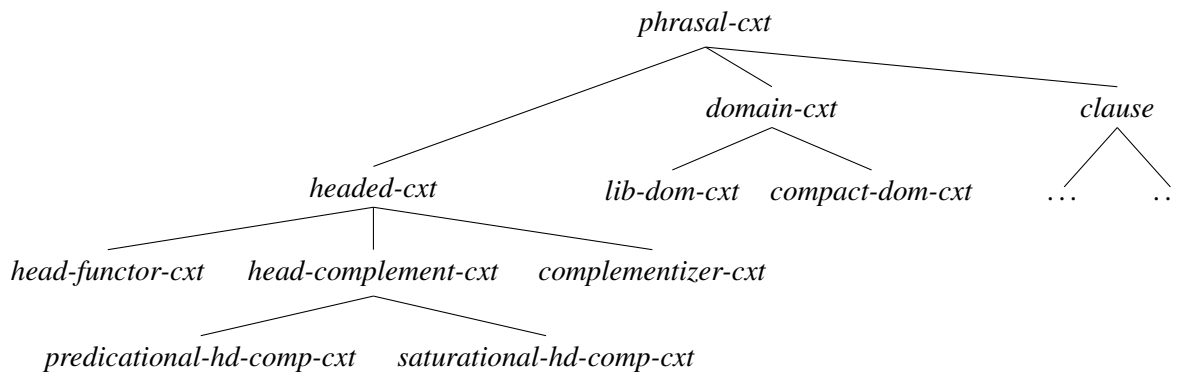 phrasal-cxt
domain-cxt clause
headed-cxt lib-dom-cxt compact-dom-cxt ... ..
head-functor-cxt head-complement-cxt complementizer-cxt
predicational-hd-comp-cxt saturational-hd-comp-cxt